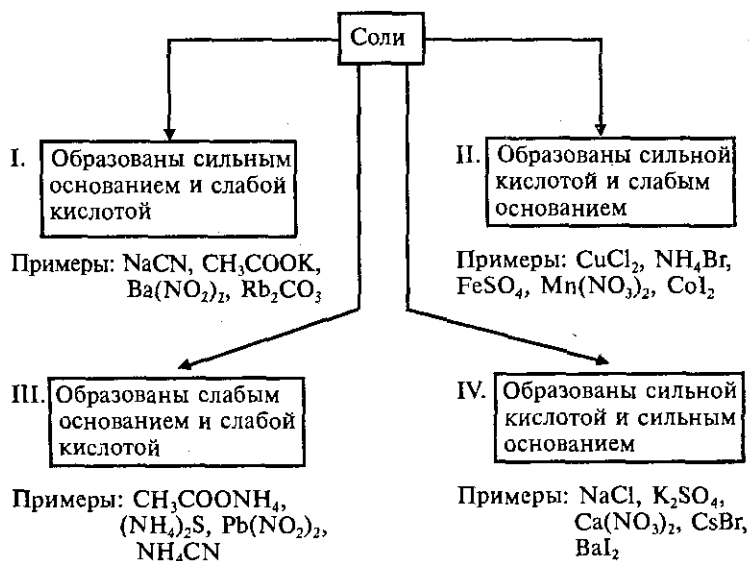 Соли
I. Образованы сильным
основанием и слабой
кислотой
Примеры: NaCN, CH₃COOK,
Ba(NO₂)₂, Rb₂CO₃
II. Образованы сильной
кислотой и слабым
основанием
Примеры: CuCl₂, NH₄Br,
FeSO₄, Mn(NO₃)₂, CoI₂
III. Образованы слабым
основанием и слабой
кислотой
Примеры: CH₃COONH₄,
(NH₄)₂S, Pb(NO₂)₂,
NH₄CN
IV. Образованы сильной
кислотой и сильным
основанием
Примеры: NaCl, K₂SO₄,
Ca(NO₃)₂, CsBr,
BaI₂